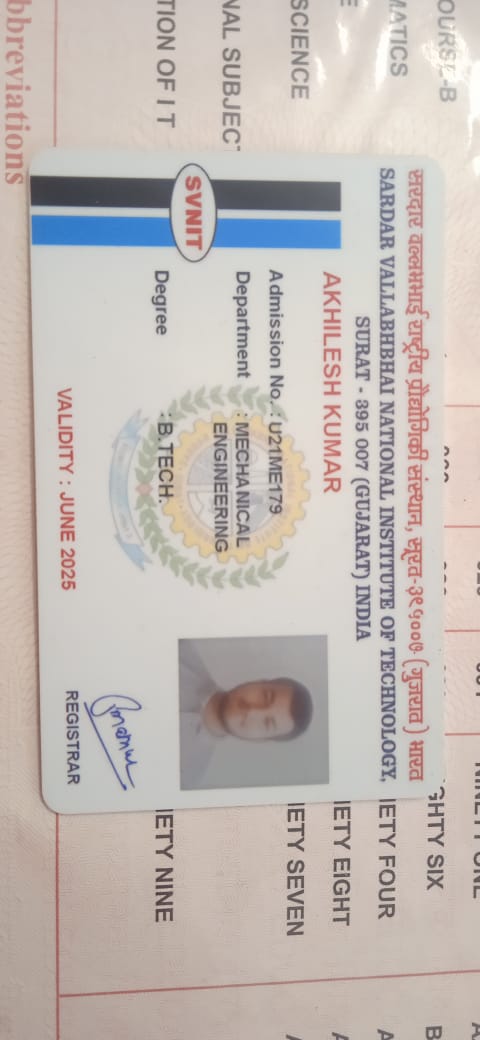 सरदार वल्लभभाई राष्ट्रीय प्रौद्योगिकी संस्थान, सूरत-३९५००७ (गुजरात) भारत
SARDAR VALLABHBHAI NATIONAL INSTITUTE OF TECHNOLOGY,
SURAT - 395 007 (GUJARAT) INDIA
AKHILESH KUMAR
SVNIT
Admission No. : U21ME179
Department : MECHANICAL
ENGINEERING
Degree : B.TECH.
VALIDITY : JUNE 2025
REGISTRAR
OURSE-B
MATICS
SCIENCE
NAL SUBJECT
TION OF I T
NINETY ONE
GHTY SIX
IETY FOUR
IETY EIGHT
IETY SEVEN
IETY NINE
bbreviations